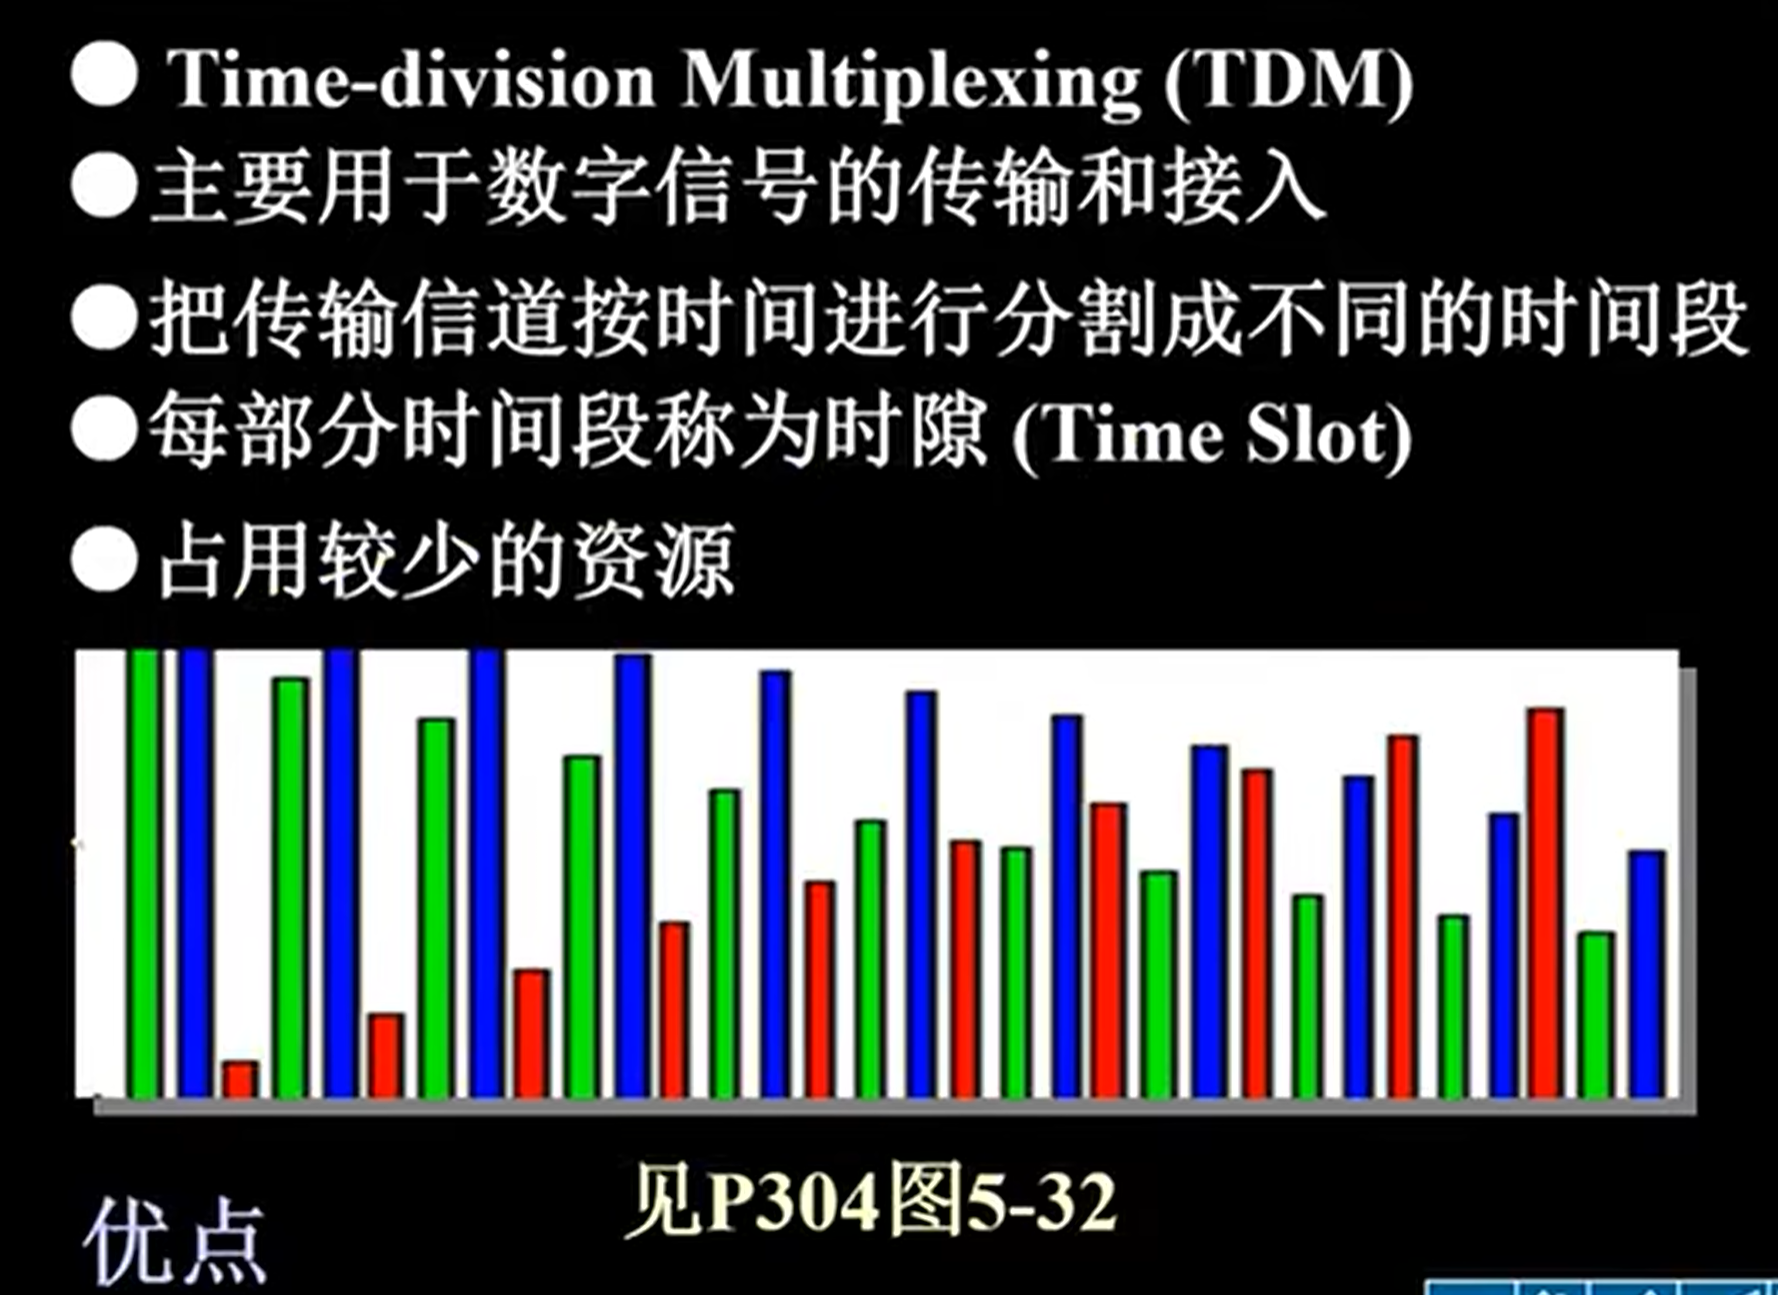 Time-division Multiplexing (TDM)
主要用于数字信号的传输和接入
把传输信道按时间进行分割成不同的时间段
每部分时间段称为时隙 (Time Slot)
占用较少的资源
见P304图5-32
优点